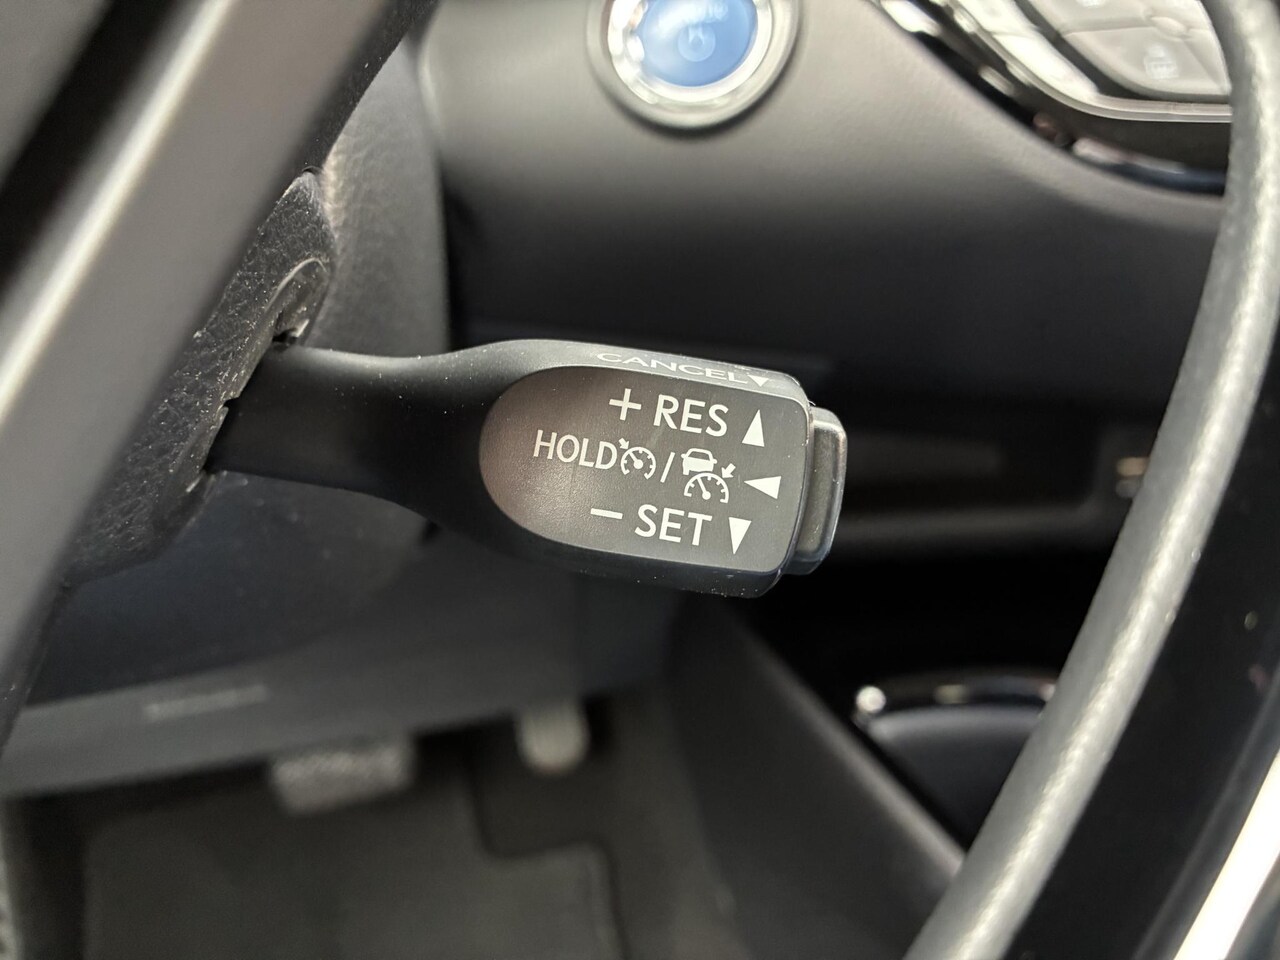 CANCEL▼
+ RES ▲
HOLD / ◀
− SET ▼